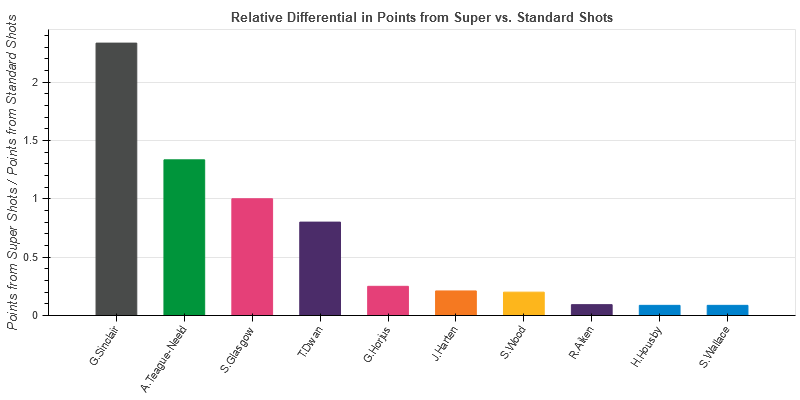 Relative Differential in Points from Super vs. Standard Shots
Points from Super Shots / Points from Standard Shots
2
1.5
1
0.5
0
G.Sinclair
A.Teague-Neeld
S.Glasgow
T.Dwan
G.Horjus
J.Harten
S.Wood
R.Aiken
H.Housby
S.Wallace